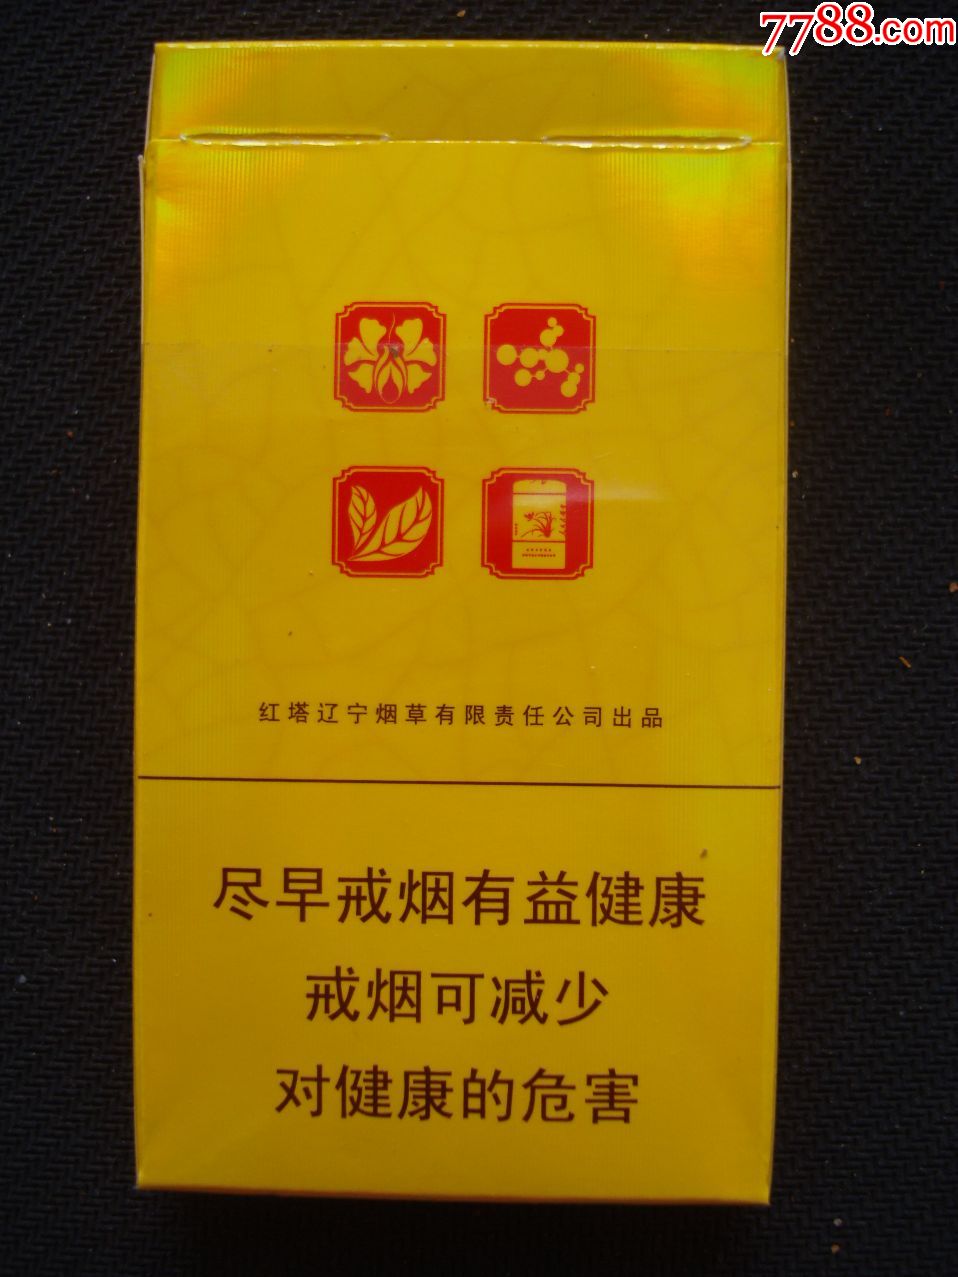 7788.com
红塔辽宁烟草有限责任公司出品
尽早戒烟有益健康
戒烟可减少
对健康的危害